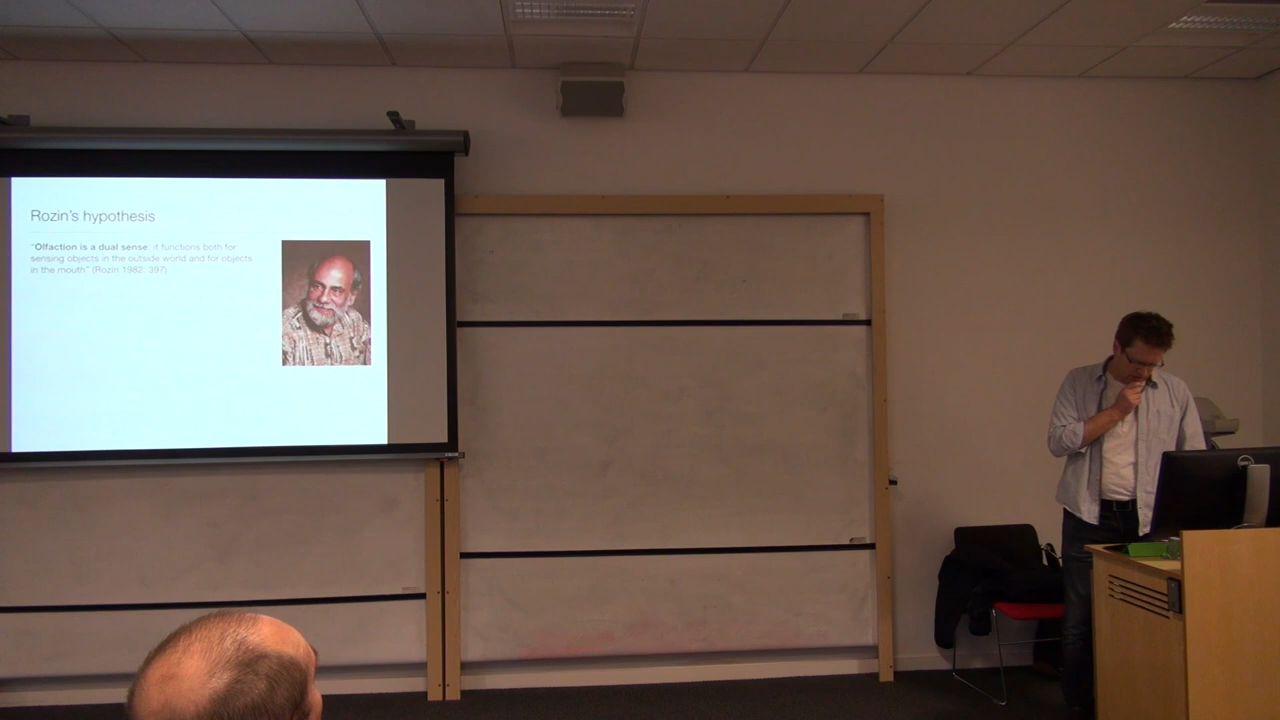 Rozin's hypothesis
"Olfaction is a dual sense: it functions both for
sensing objects in the outside world and for objects
in the mouth" (Rozin 1982: 397)
DELL